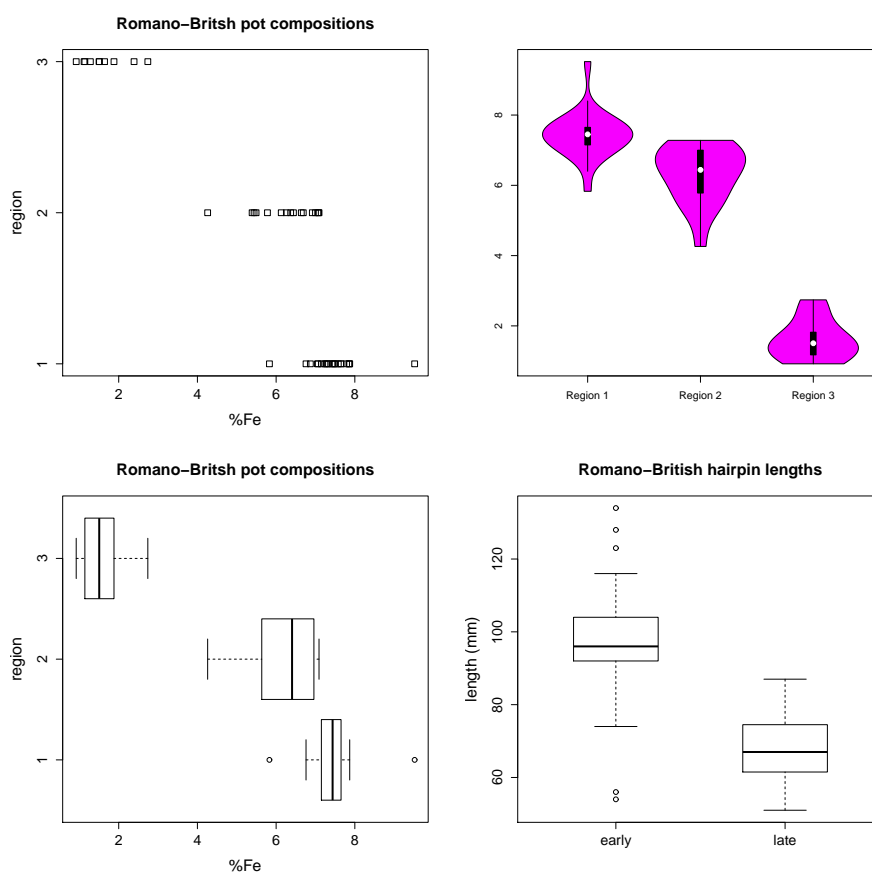 Romano−Britsh pot compositions
3
2
1
region
2 4 6 8
%Fe
8
6
4
2
Region 1 Region 2 Region 3
Romano−Britsh pot compositions
3
2
1
region
2 4 6 8
%Fe
Romano−British hairpin lengths
120
100
80
60
length (mm)
early late